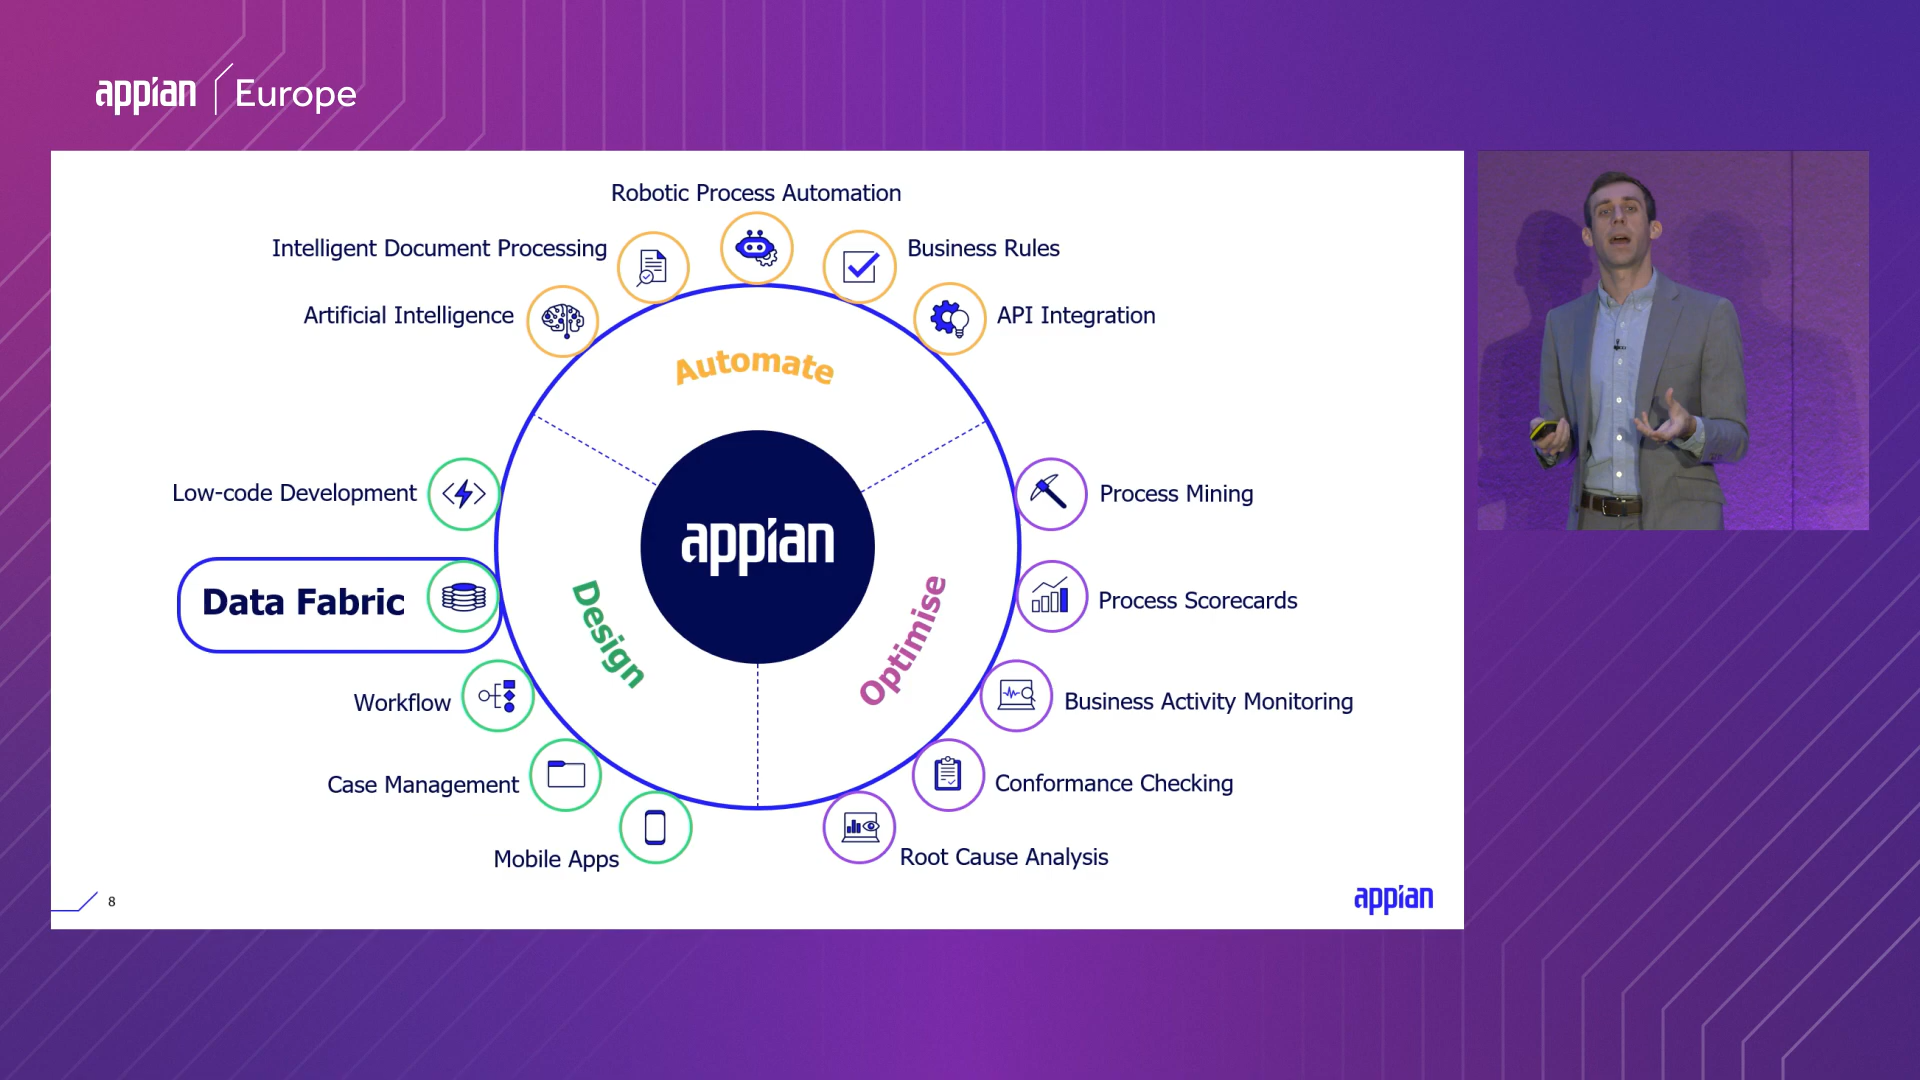 appian Europe
Robotic Process Automation
Intelligent Document Processing
Business Rules
Artificial Intelligence
API Integration
Automate
Low-code Development
Process Mining
appian
Data Fabric
Process Scorecards
Design
Optimise
Workflow
Business Activity Monitoring
Case Management
Conformance Checking
Mobile Apps
Root Cause Analysis
8
appian